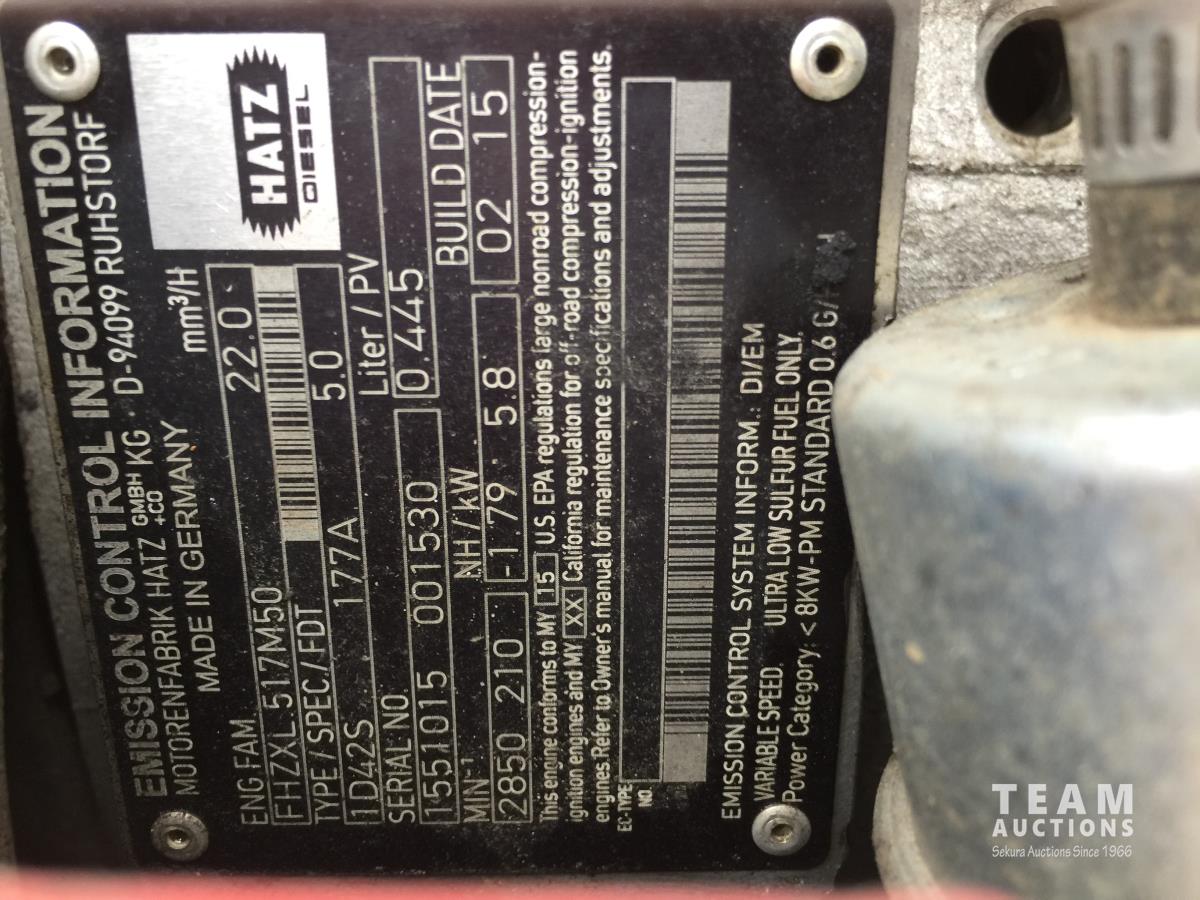 EMISSION CONTROL INFORMATION
MOTORENFABRIK HATZ GMBH +CO KG D-94099 RUHSTORF
MADE IN GERMANY
HATZ
DIESEL
mm³/H
ENG FAM.
FHZXL517M50 22.0
TYPE / SPEC / FDT
1D42S 177A 5.0
SERIAL NO Liter / PV
1551015 001530 0.445
MIN⁻¹ NH / kW BUILD DATE
2850 210 -179 5.8 02 15
This engine conforms to MY 15 U.S. EPA regulations large nonroad compression-
ignition engines and MY XX California regulation for off-road compression-ignition
engines. Refer to Owner's manual for maintenance specifications and adjustments.
EC-TYPE
NO.
EMISSION CONTROL SYSTEM INFORM.: DI/EM
VARIABLE SPEED. ULTRA LOW SULFUR FUEL ONLY.
Power Category: < 8KW-PM STANDARD 0.6 G/
TEAM
AUCTIONS
Sekura Auctions Since 1966